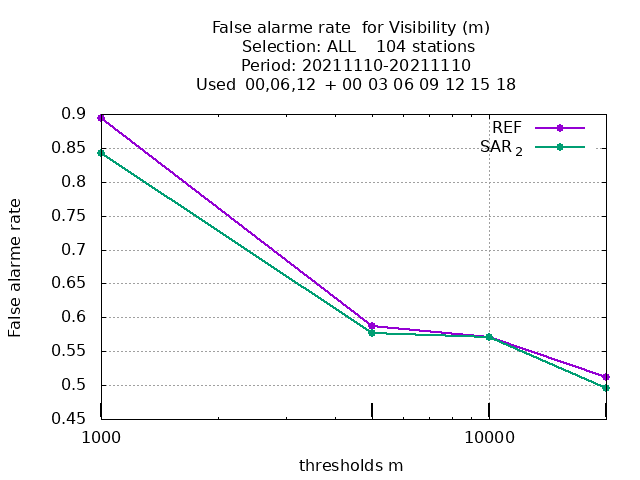 False alarme rate  for Visibility (m)
Selection: ALL    104 stations
Period: 20211110-20211110
Used  00,06,12  + 00 03 06 09 12 15 18
REF
SAR 2
0.9
0.85
0.8
0.75
0.7
0.65
0.6
0.55
0.5
0.45
False alarme rate
1000
10000
thresholds m